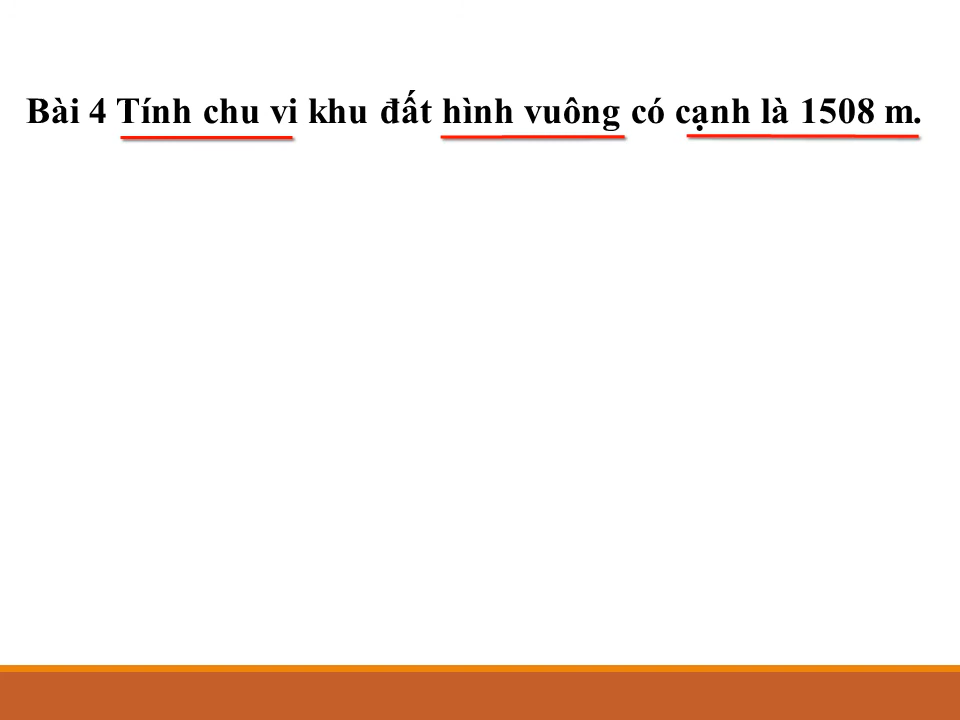 Bài 4 Tính chu vi khu đất hình vuông có cạnh là 1508 m.